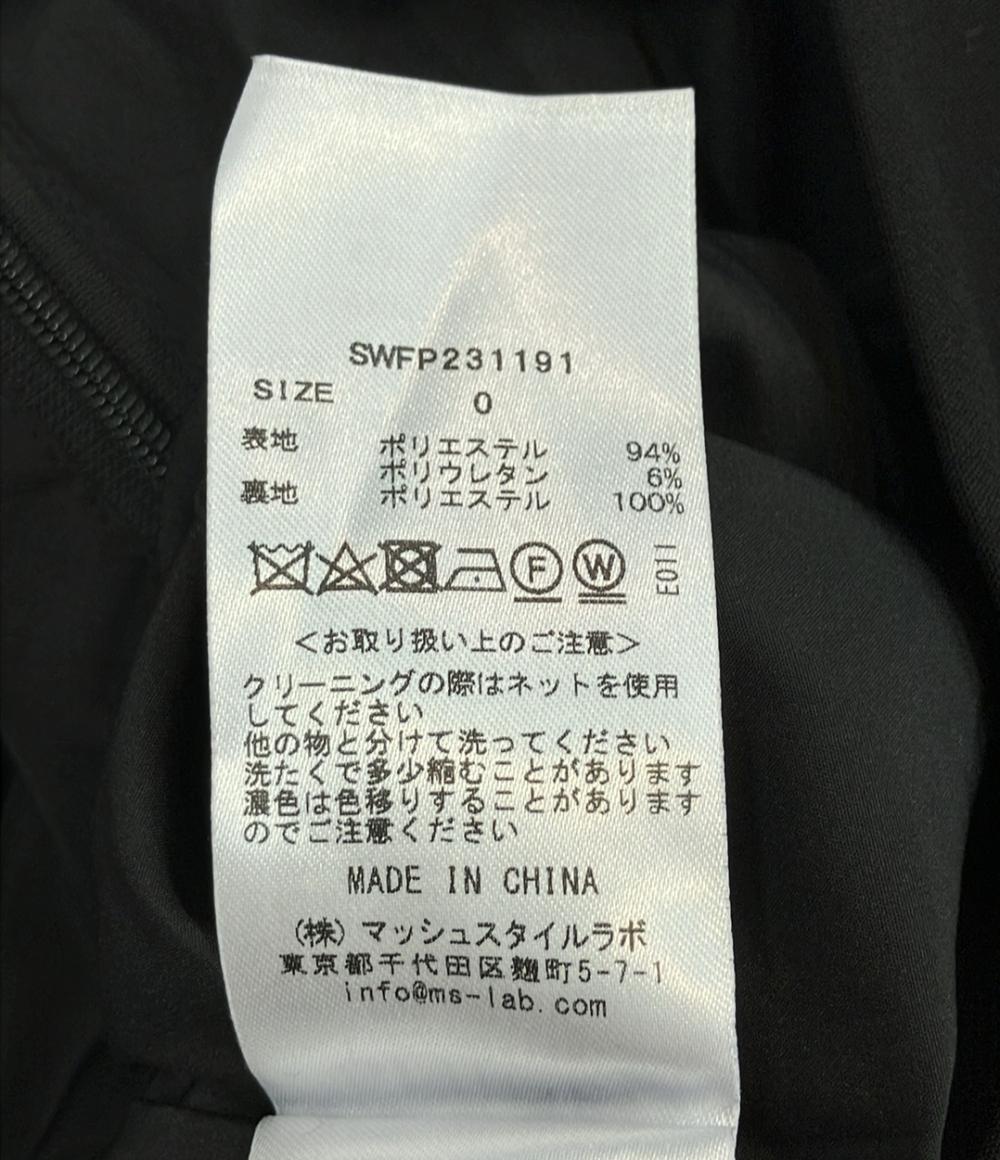 SWFP231191
SIZE 0
表地 ポリエステル 94%
ポリウレタン 6%
裏地 ポリエステル 100%
F W E011
<お取り扱い上のご注意>
クリーニングの際はネットを使用
してください
他の物と分けて洗ってください
洗たくで多少縮むことがあります
濃色は色移りすることがあります
のでご注意ください
MADE IN CHINA
(株)マッシュスタイルラボ
東京都千代田区麹町5-7-1
info@ms-lab.com